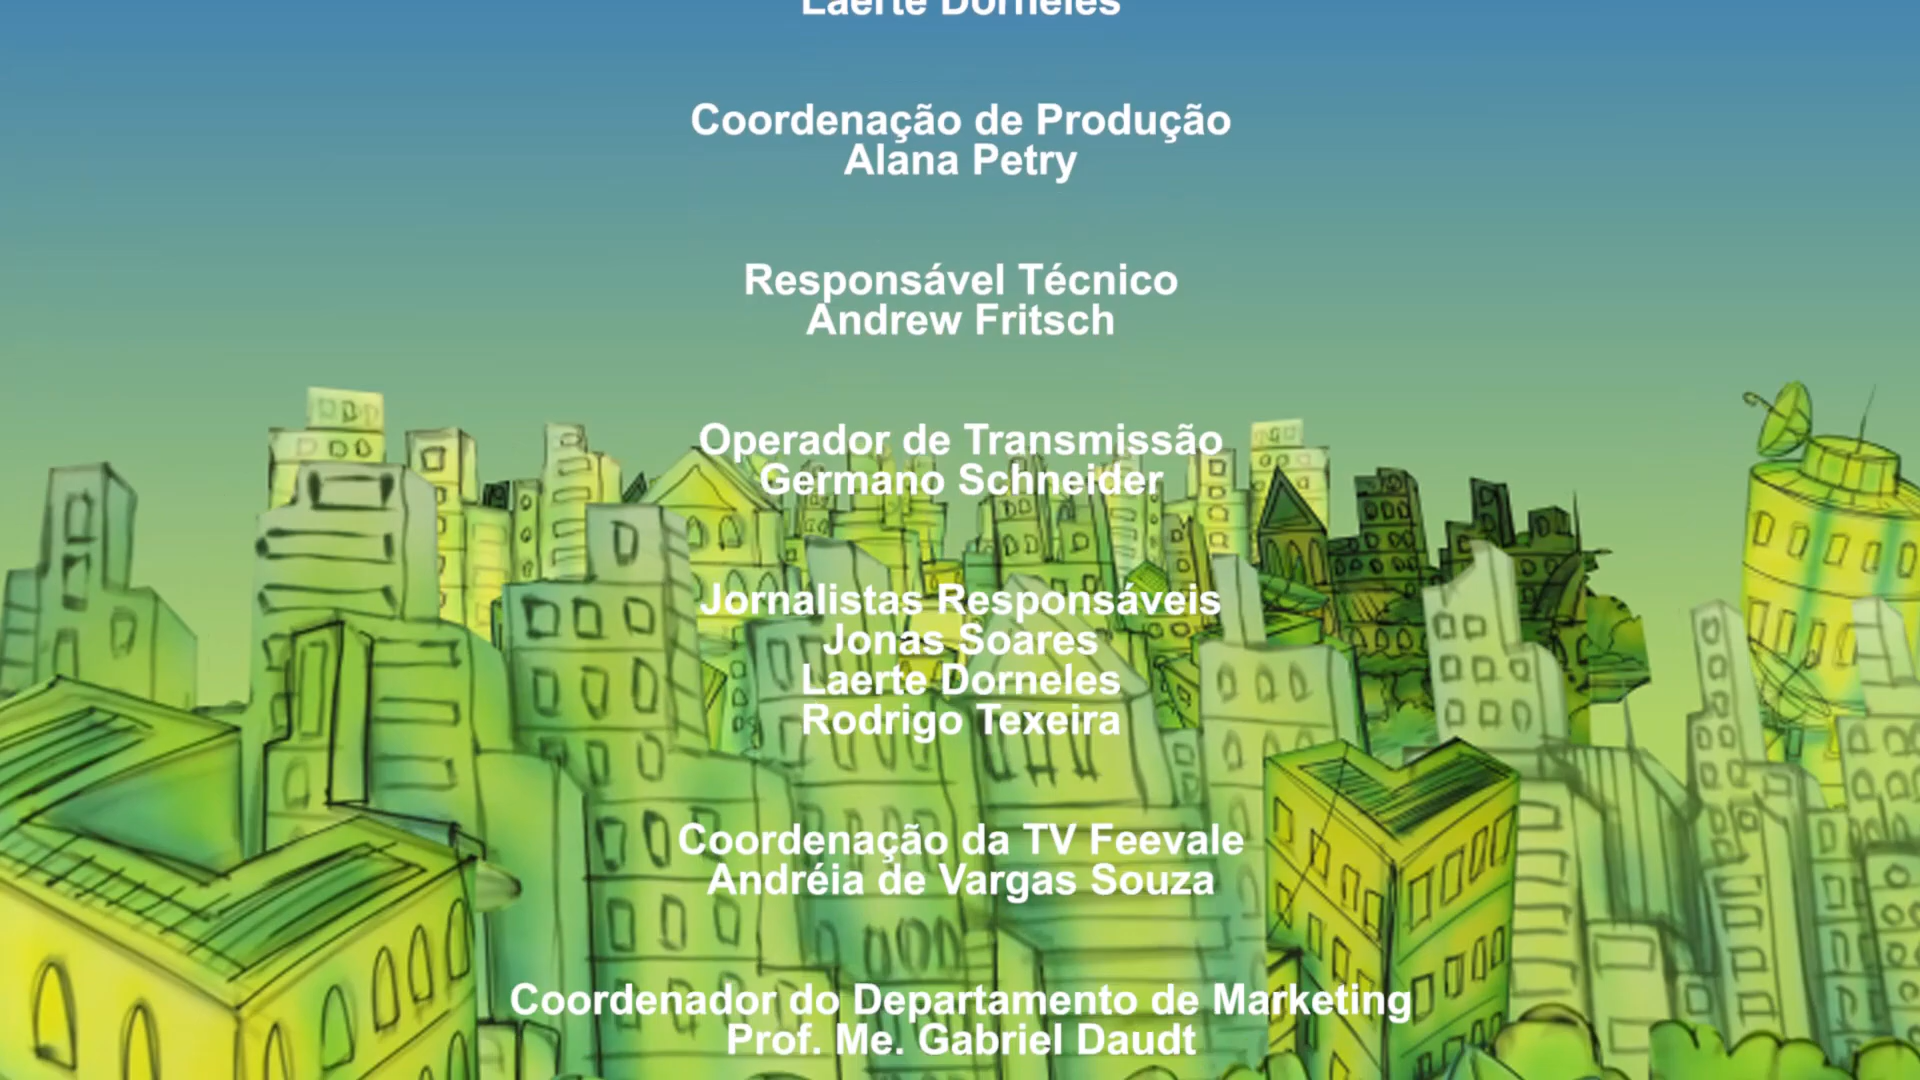 Laerte Dorneles
Coordenação de Produção
Alana Petry
Responsável Técnico
Andrew Fritsch
Operador de Transmissão
Germano Schneider
Jornalistas Responsáveis
Jonas Soares
Laerte Dorneles
Rodrigo Texeira
Coordenação da TV Feevale
Andréia de Vargas Souza
Coordenador do Departamento de Marketing
Prof. Me. Gabriel Daudt